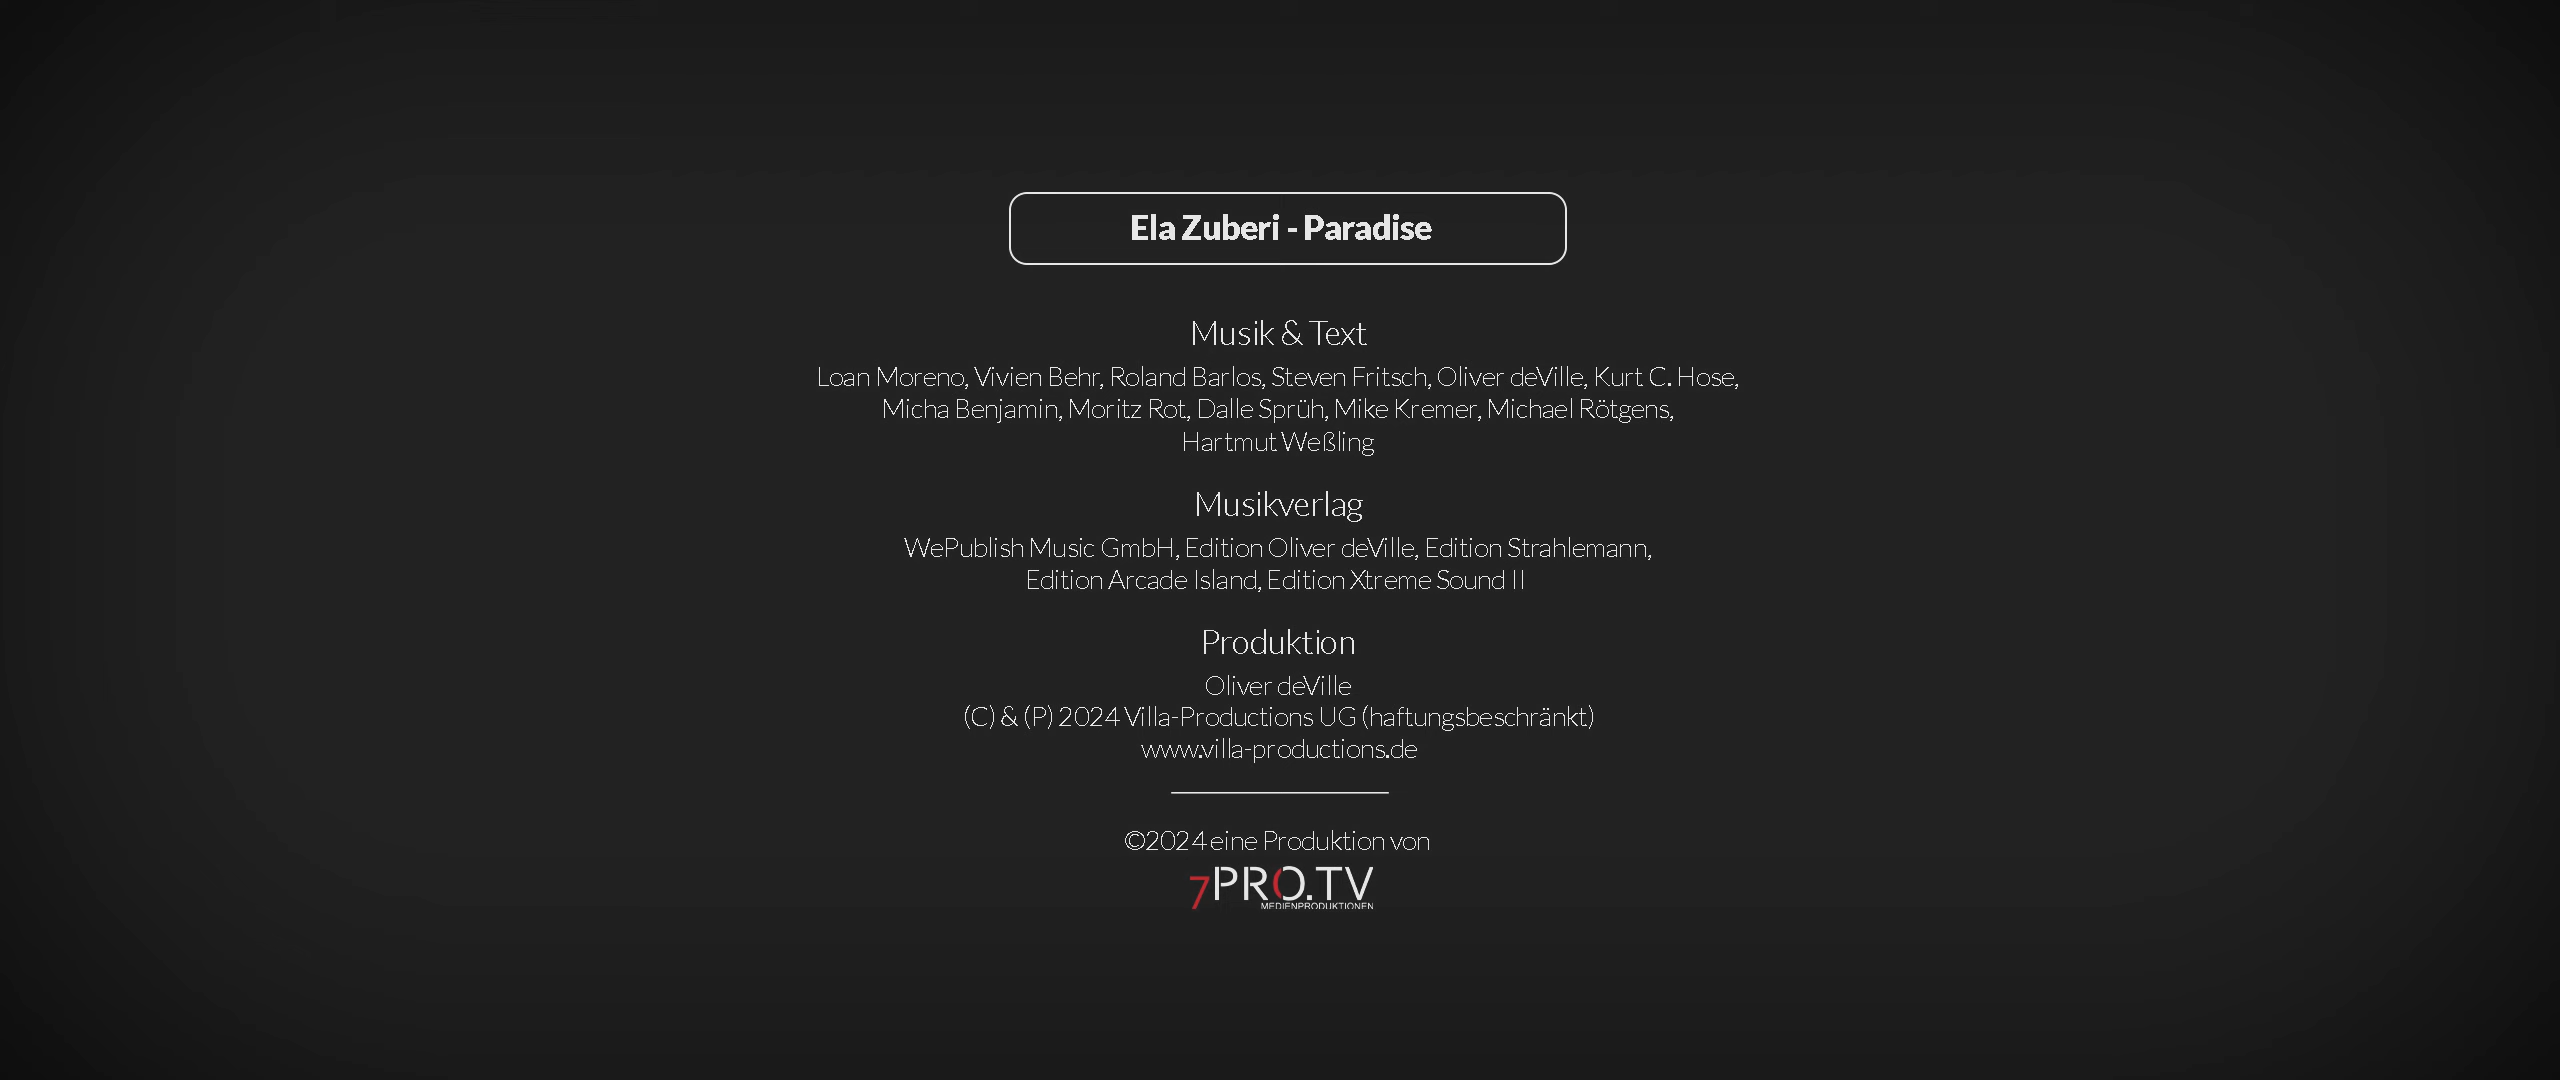 Ela Zuberi - Paradise
Musik & Text
Loan Moreno, Vivien Behr, Roland Barlos, Steven Fritsch, Oliver deVille, Kurt C. Hose,
Micha Benjamin, Moritz Rot, Dalle Sprüh, Mike Kremer, Michael Rötgens,
Hartmut Weßling
Musikverlag
WePublish Music GmbH, Edition Oliver deVille, Edition Strahlemann,
Edition Arcade Island, Edition Xtreme Sound II
Produktion
Oliver deVille
(C) & (P) 2024 Villa-Productions UG (haftungsbeschränkt)
www.villa-productions.de
©2024 eine Produktion von
7PRO.TV
MEDIENPRODUKTIONEN